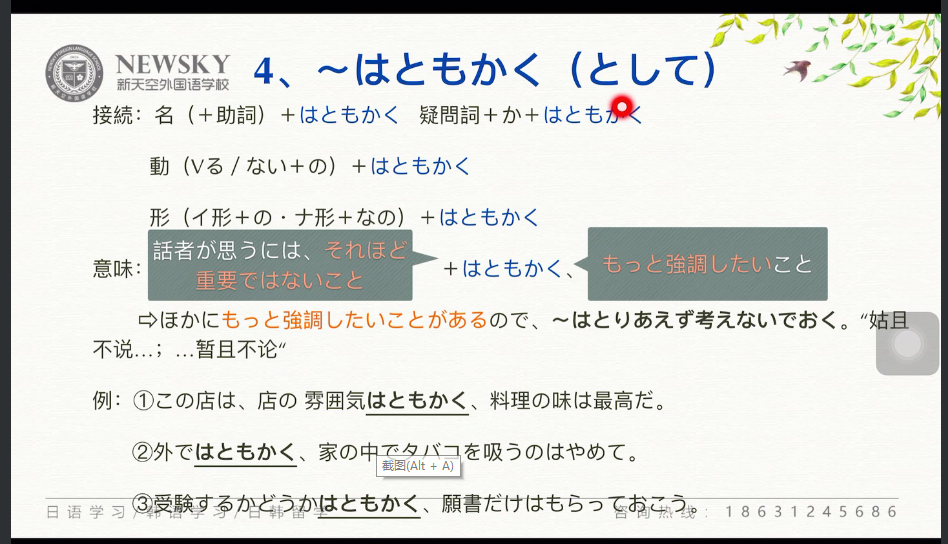 NEWSKY
新天空外国语学校
4、～はともかく（として）
接続：名（＋助詞）＋はともかく 疑問詞＋か＋はともかく
動（Vる / ない＋の）＋はともかく
形（イ形＋の・ナ形＋なの）＋はともかく
意味：
話者が思うには、それほど
重要ではないこと
＋はともかく、
もっと強調したいこと
⇨ほかにもっと強調したいことがあるので、～はとりあえず考えないでおく。“姑且
不说…；…暂且不论“
例：①この店は、店の 雰囲気はともかく、料理の味は最高だ。
②外ではともかく、家の中でタバコを吸うのはやめて。
截图(Alt + A)
③受験するかどうかはともかく、願書だけはもらっておこう。
日语学习/韩语学习/日韩留学
咨询热线：18631245686